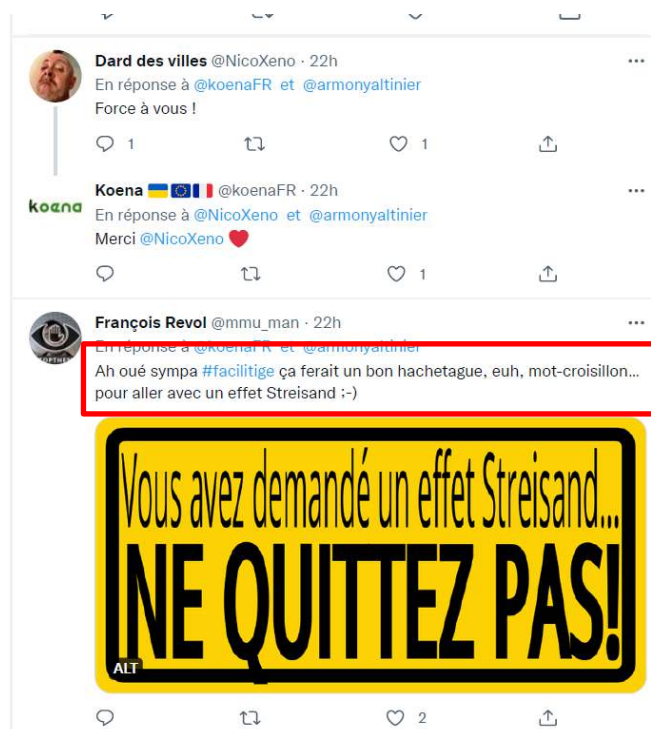 Dard des villes @NicoXeno · 22h
En réponse à @koenaFR et @armonyaltinier
Force à vous !
1 1
koena
Koena 🇺🇦🇪🇺🇫🇷 @koenaFR · 22h
En réponse à @NicoXeno et @armonyaltinier
Merci @NicoXeno ❤️
1
François Revol @mmu_man · 22h
En réponse à @koenaFR et @armonyaltinier
Ah oué sympa #facilitige ça ferait un bon hachetague, euh, mot-croisillon...
pour aller avec un effet Streisand ;-)
Vous avez demandé un effet Streisand...
NE QUITTEZ PAS!
ALT
2